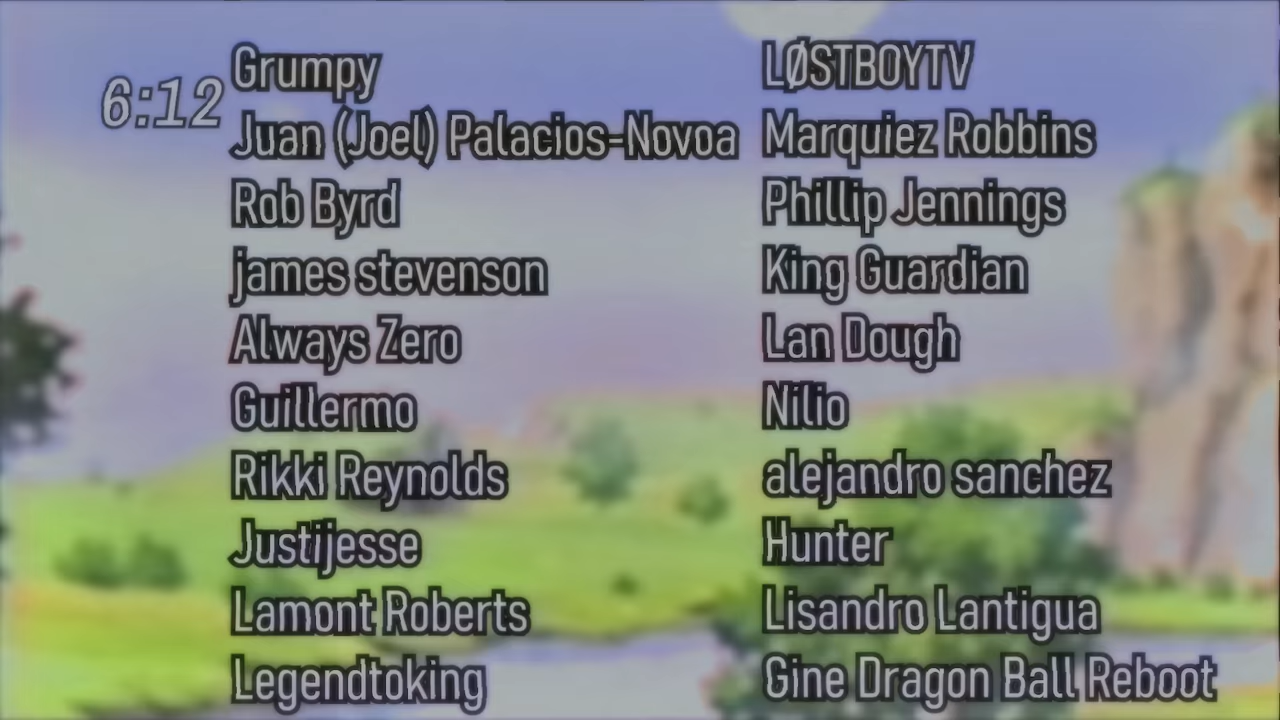 6:12
Grumpy
Juan (Joel) Palacios-Novoa
Rob Byrd
james stevenson
Always Zero
Guillermo
Rikki Reynolds
Justijesse
Lamont Roberts
Legendtoking
LØSTBOYTV
Marquiez Robbins
Phillip Jennings
King Guardian
Lan Dough
Nilio
alejandro sanchez
Hunter
Lisandro Lantigua
Gine Dragon Ball Reboot